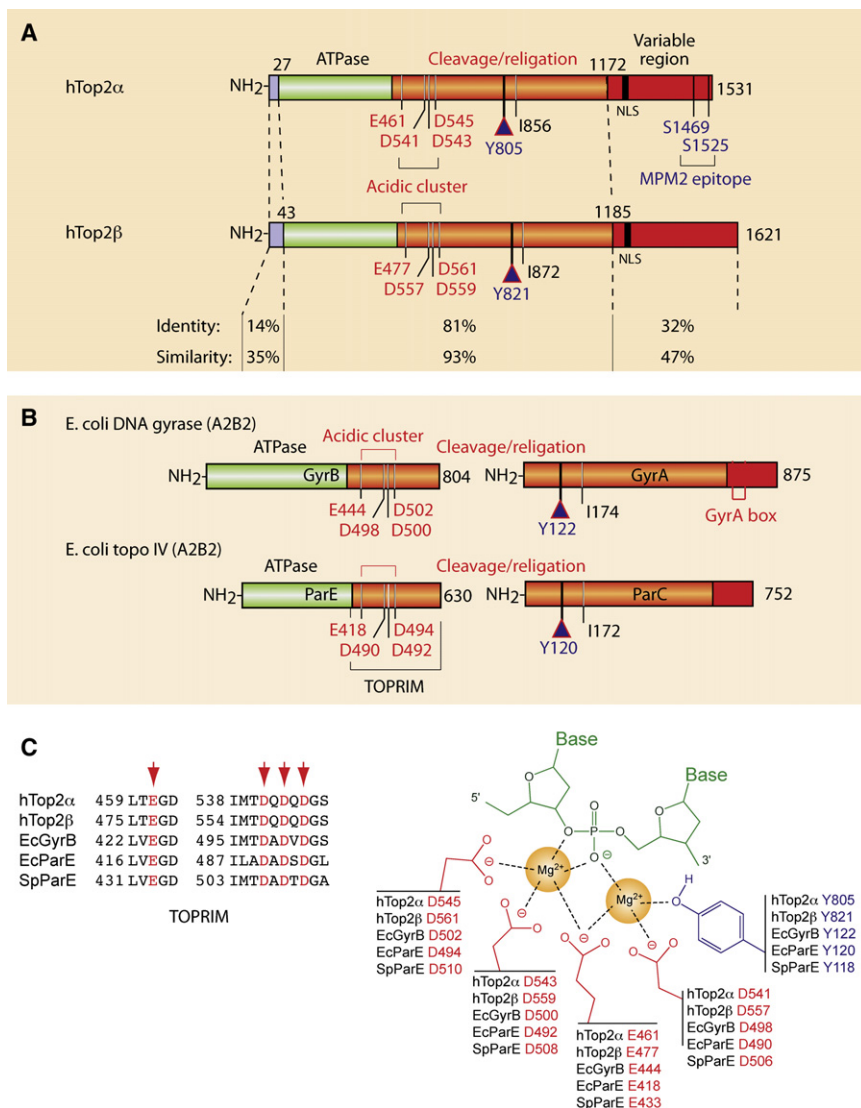 A
27
ATPase
Cleavage/religation
1172
Variable
region
hTop2α
NH2-
1531
E461
D545
D541
D543
Y805
I856
NLS
S1469
S1525
MPM2 epitope
Acidic cluster
43
1185
hTop2β
NH2-
1621
E477
D561
D557
D559
Y821
I872
NLS
Identity:
14%
81%
32%
Similarity:
35%
93%
47%
B
E. coli DNA gyrase (A2B2)
ATPase
Acidic cluster
Cleavage/religation
NH2-
GyrB
804
NH2-
GyrA
875
E444
D502
D498
D500
Y122
I174
GyrA box
E. coli topo IV (A2B2)
ATPase
Cleavage/religation
NH2-
ParE
630
NH2-
ParC
752
E418
D494
D490
D492
Y120
I172
TOPRIM
C
hTop2α 459 LTEGD 538 IMTDQDQDGS
hTop2β 475 LTEGD 554 IMTDQDQDGS
EcGyrB 422 LVEGD 495 IMTDADVDGS
EcParE 416 LVEGD 487 ILADADSDGL
SpParE 431 LVEGD 503 IMTDADTDGA
TOPRIM
Base
5'
O
O
O
P
O
O
⊖
Base
O
3'
Mg2+
Mg2+
H
O
O
O
⊖
O
O
⊖
O
O
⊖
O
O
⊖
hTop2α D545
hTop2β D561
EcGyrB D502
EcParE D494
SpParE D510
hTop2α D543
hTop2β D559
EcGyrB D500
EcParE D492
SpParE D508
hTop2α E461
hTop2β E477
EcGyrB E444
EcParE E418
SpParE E433
hTop2α D541
hTop2β D557
EcGyrB D498
EcParE D490
SpParE D506
hTop2α Y805
hTop2β Y821
EcGyrB Y122
EcParE Y120
SpParE Y118